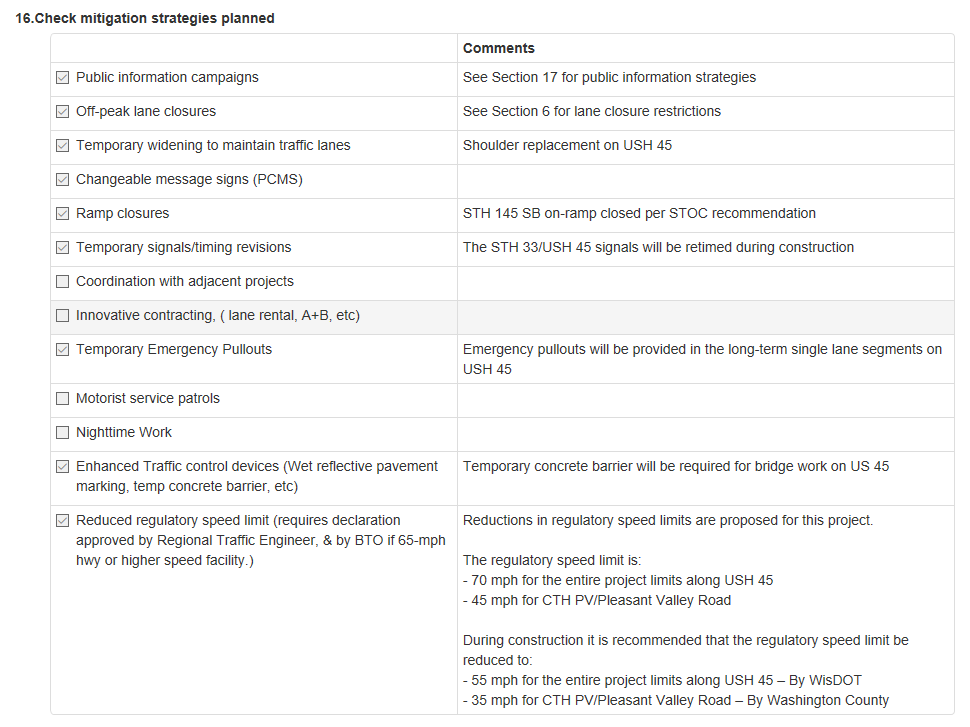 16.Check mitigation strategies planned
Comments
Public information campaigns
See Section 17 for public information strategies
Off-peak lane closures
See Section 6 for lane closure restrictions
Temporary widening to maintain traffic lanes
Shoulder replacement on USH 45
Changeable message signs (PCMS)
Ramp closures
STH 145 SB on-ramp closed per STOC recommendation
Temporary signals/timing revisions
The STH 33/USH 45 signals will be retimed during construction
Coordination with adjacent projects
Innovative contracting, ( lane rental, A+B, etc)
Temporary Emergency Pullouts
Emergency pullouts will be provided in the long-term single lane segments on
USH 45
Motorist service patrols
Nighttime Work
Enhanced Traffic control devices (Wet reflective pavement
marking, temp concrete barrier, etc)
Temporary concrete barrier will be required for bridge work on US 45
Reduced regulatory speed limit (requires declaration
approved by Regional Traffic Engineer, & by BTO if 65-mph
hwy or higher speed facility.)
Reductions in regulatory speed limits are proposed for this project.
The regulatory speed limit is:
- 70 mph for the entire project limits along USH 45
- 45 mph for CTH PV/Pleasant Valley Road
During construction it is recommended that the regulatory speed limit be
reduced to:
- 55 mph for the entire project limits along USH 45 – By WisDOT
- 35 mph for CTH PV/Pleasant Valley Road – By Washington County